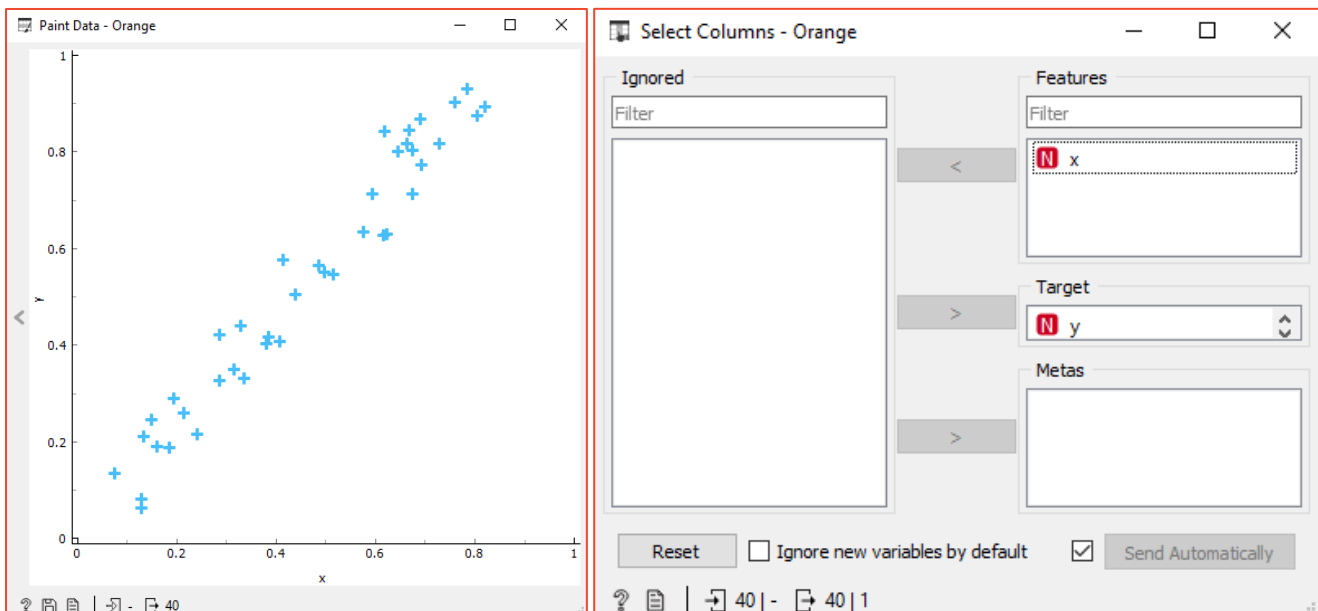 Paint Data - Orange
1
0.8
0.6
y
0.4
0.2
0
0 0.2 0.4 0.6 0.8 1
x
? | - 40
Select Columns - Orange
Ignored
Filter
Features
Filter
N x
<
>
Target
N y
Metas
>
Reset
Ignore new variables by default
Send Automatically
? | 40 | - 40 | 1